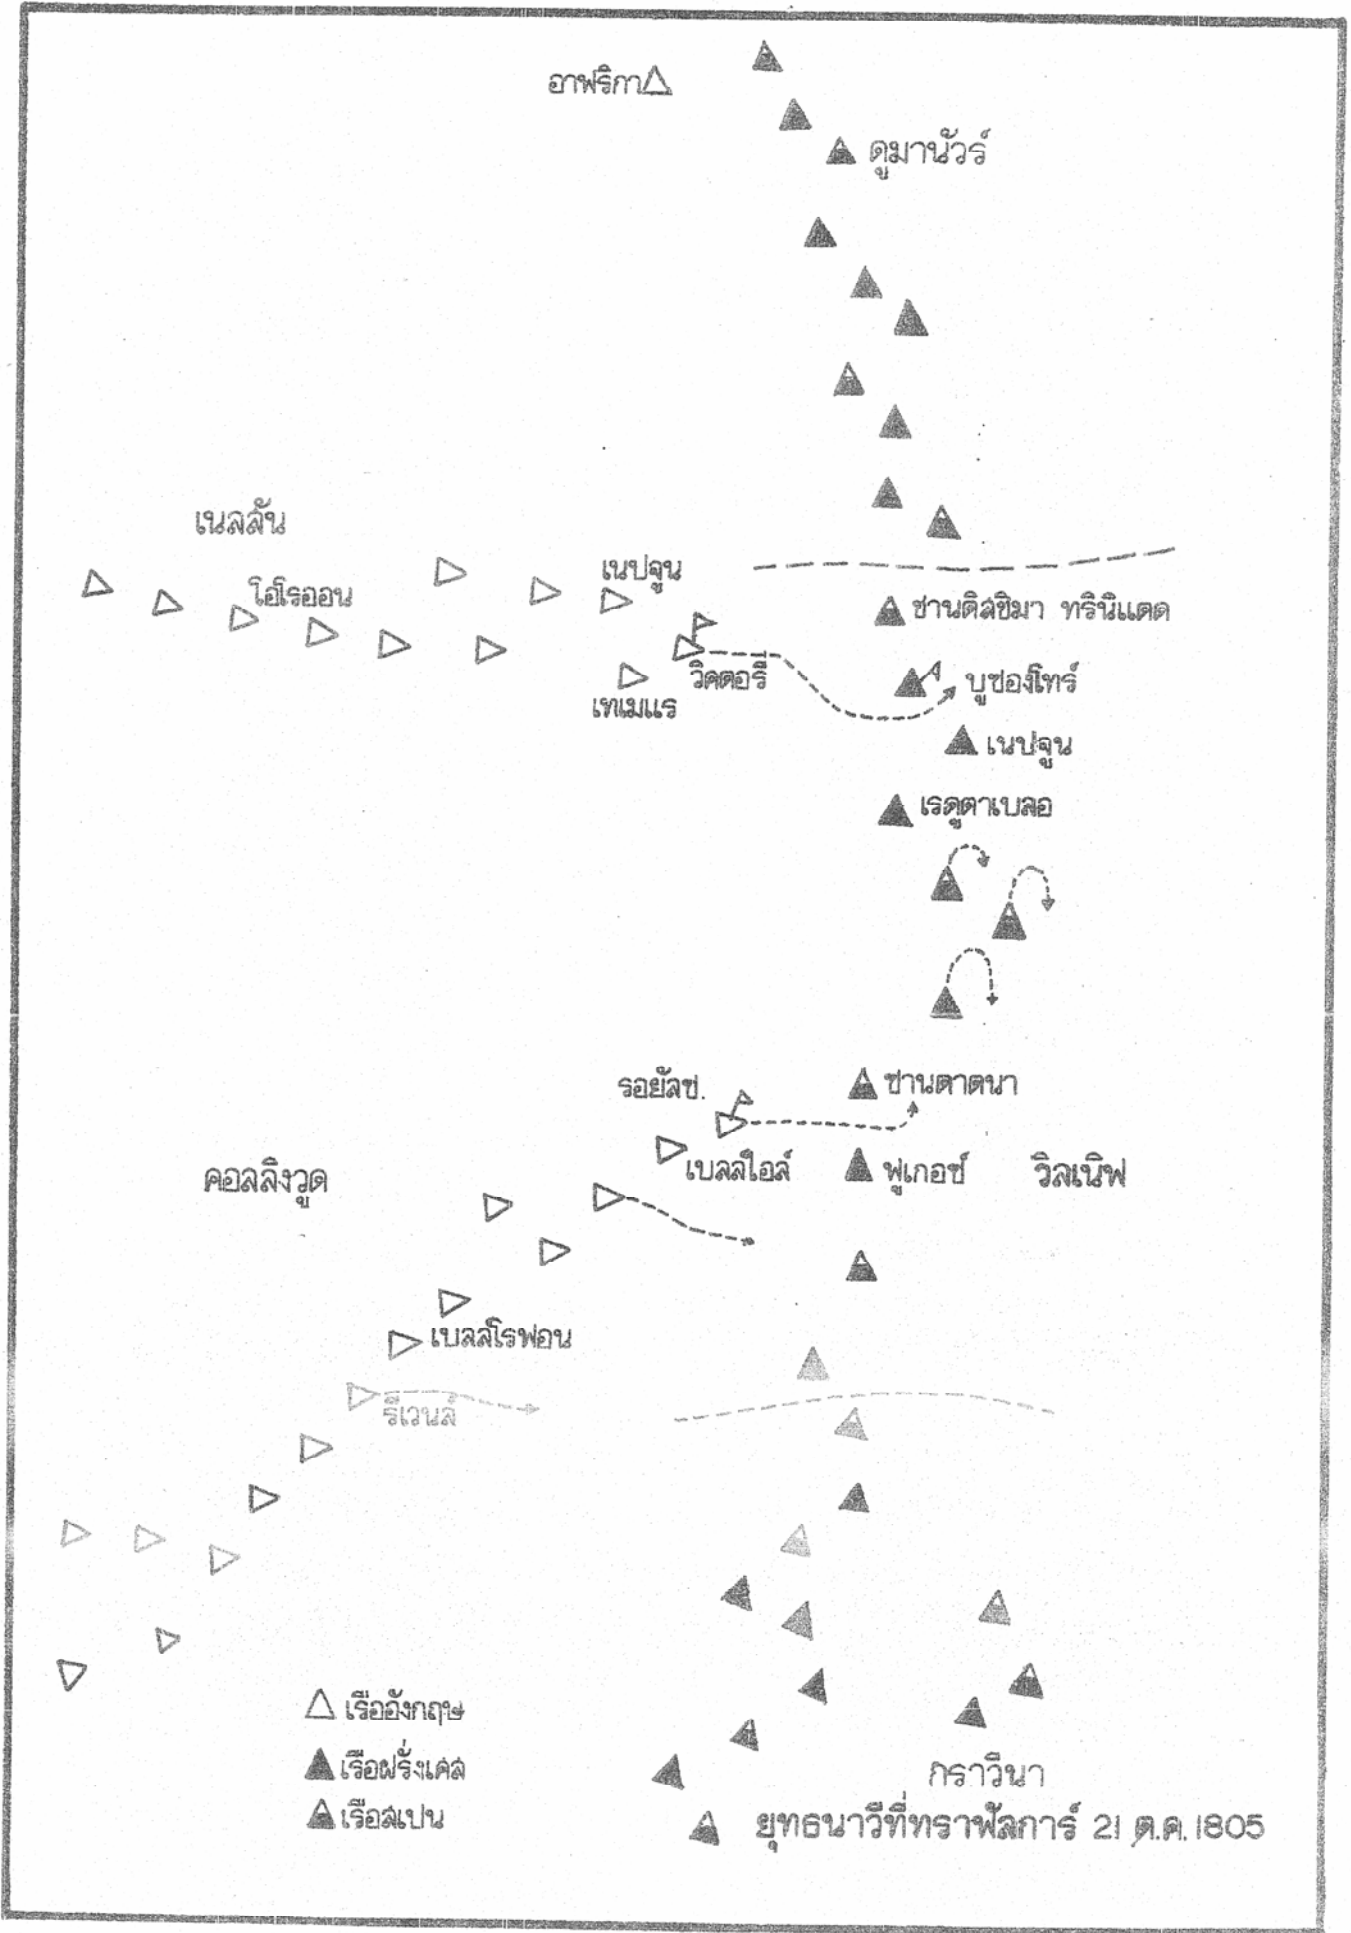 อาฟริกา
ดูมานัวร์
เนลสัน
เนปจูน
โอไรออน
ซานติสซิมา ทรินิแดด
วิคตอรี่
บูซองโทร์
เทเมแร
เนปจูน
เรดูตาเบลอ
รอยัลซ.
ซานตาดนา
เบลล์ไอล์
ฟูเกอซ์
วิลเนิฟ
คอลลิงวูด
เบลล์โรฟอน
รีเวนส์
เรืออังกฤษ
เรือฝรั่งเศส
เรือสเปน
กราวีนา
ยุทธนาวีที่ทราฟัลการ์ 21 ต.ค. 1805